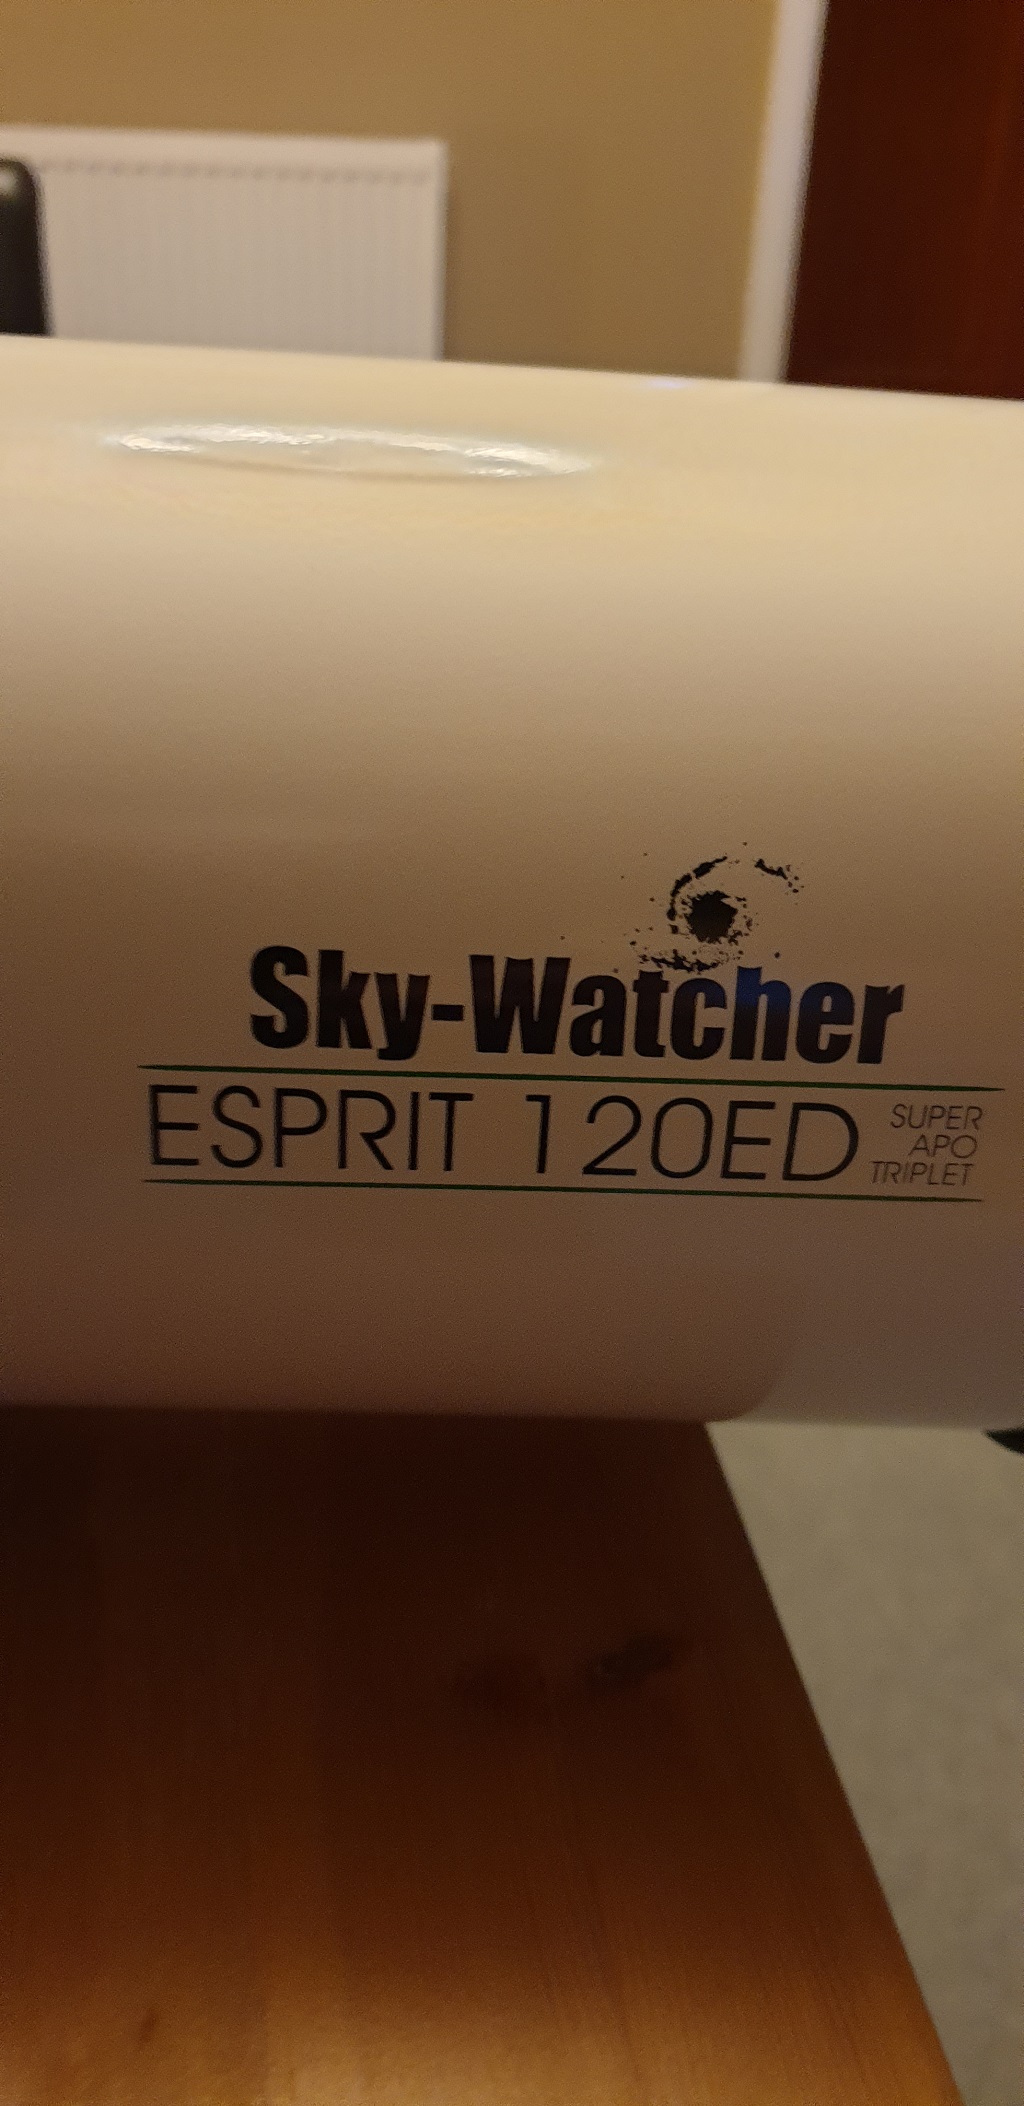 Sky-Watcher
ESPRIT 120ED
SUPER
APO
TRIPLET